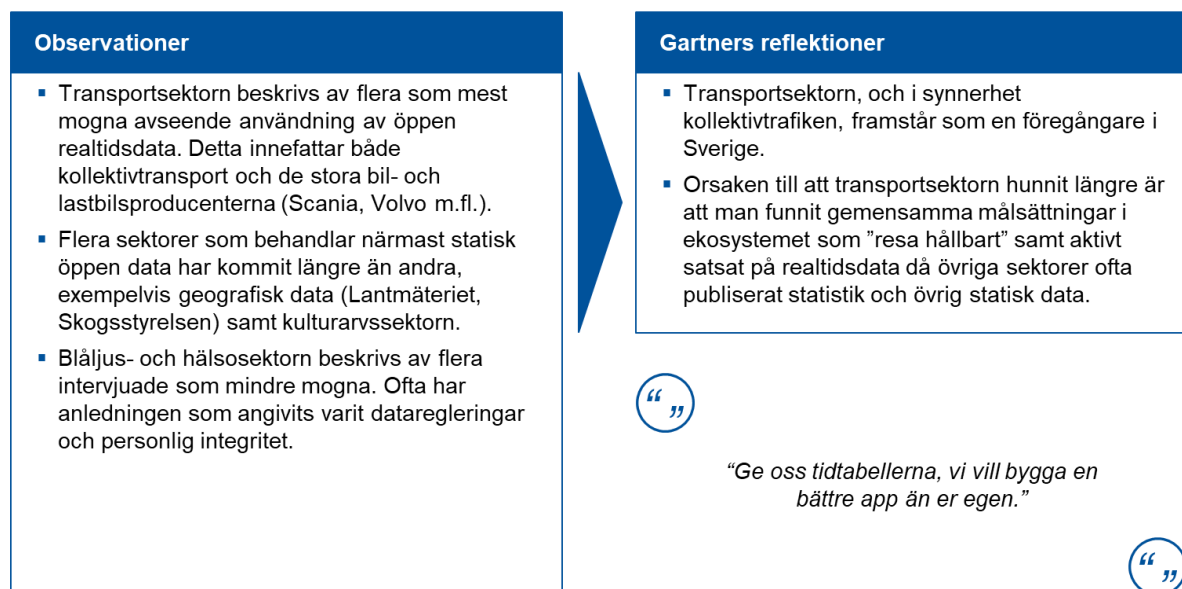 Observationer
▪ Transportsektorn beskrivs av flera som mest
mogna avseende användning av öppen
realtidsdata. Detta innefattar både
kollektivtransport och de stora bil- och
lastbilsproducenterna (Scania, Volvo m.fl.).
▪ Flera sektorer som behandlar närmast statisk
öppen data har kommit längre än andra,
exempelvis geografisk data (Lantmäteriet,
Skogsstyrelsen) samt kulturarvssektorn.
▪ Blåljus- och hälsosektorn beskrivs av flera
intervjuade som mindre mogna. Ofta har
anledningen som angivits varit dataregleringar
och personlig integritet.
Gartners reflektioner
▪ Transportsektorn, och i synnerhet
kollektivtrafiken, framstår som en föregångare i
Sverige.
▪ Orsaken till att transportsektorn hunnit längre är
att man funnit gemensamma målsättningar i
ekosystemet som ”resa hållbart” samt aktivt
satsat på realtidsdata då övriga sektorer ofta
publiserat statistik och övrig statisk data.
“ „
“Ge oss tidtabellerna, vi vill bygga en
bättre app än er egen.”
“ „